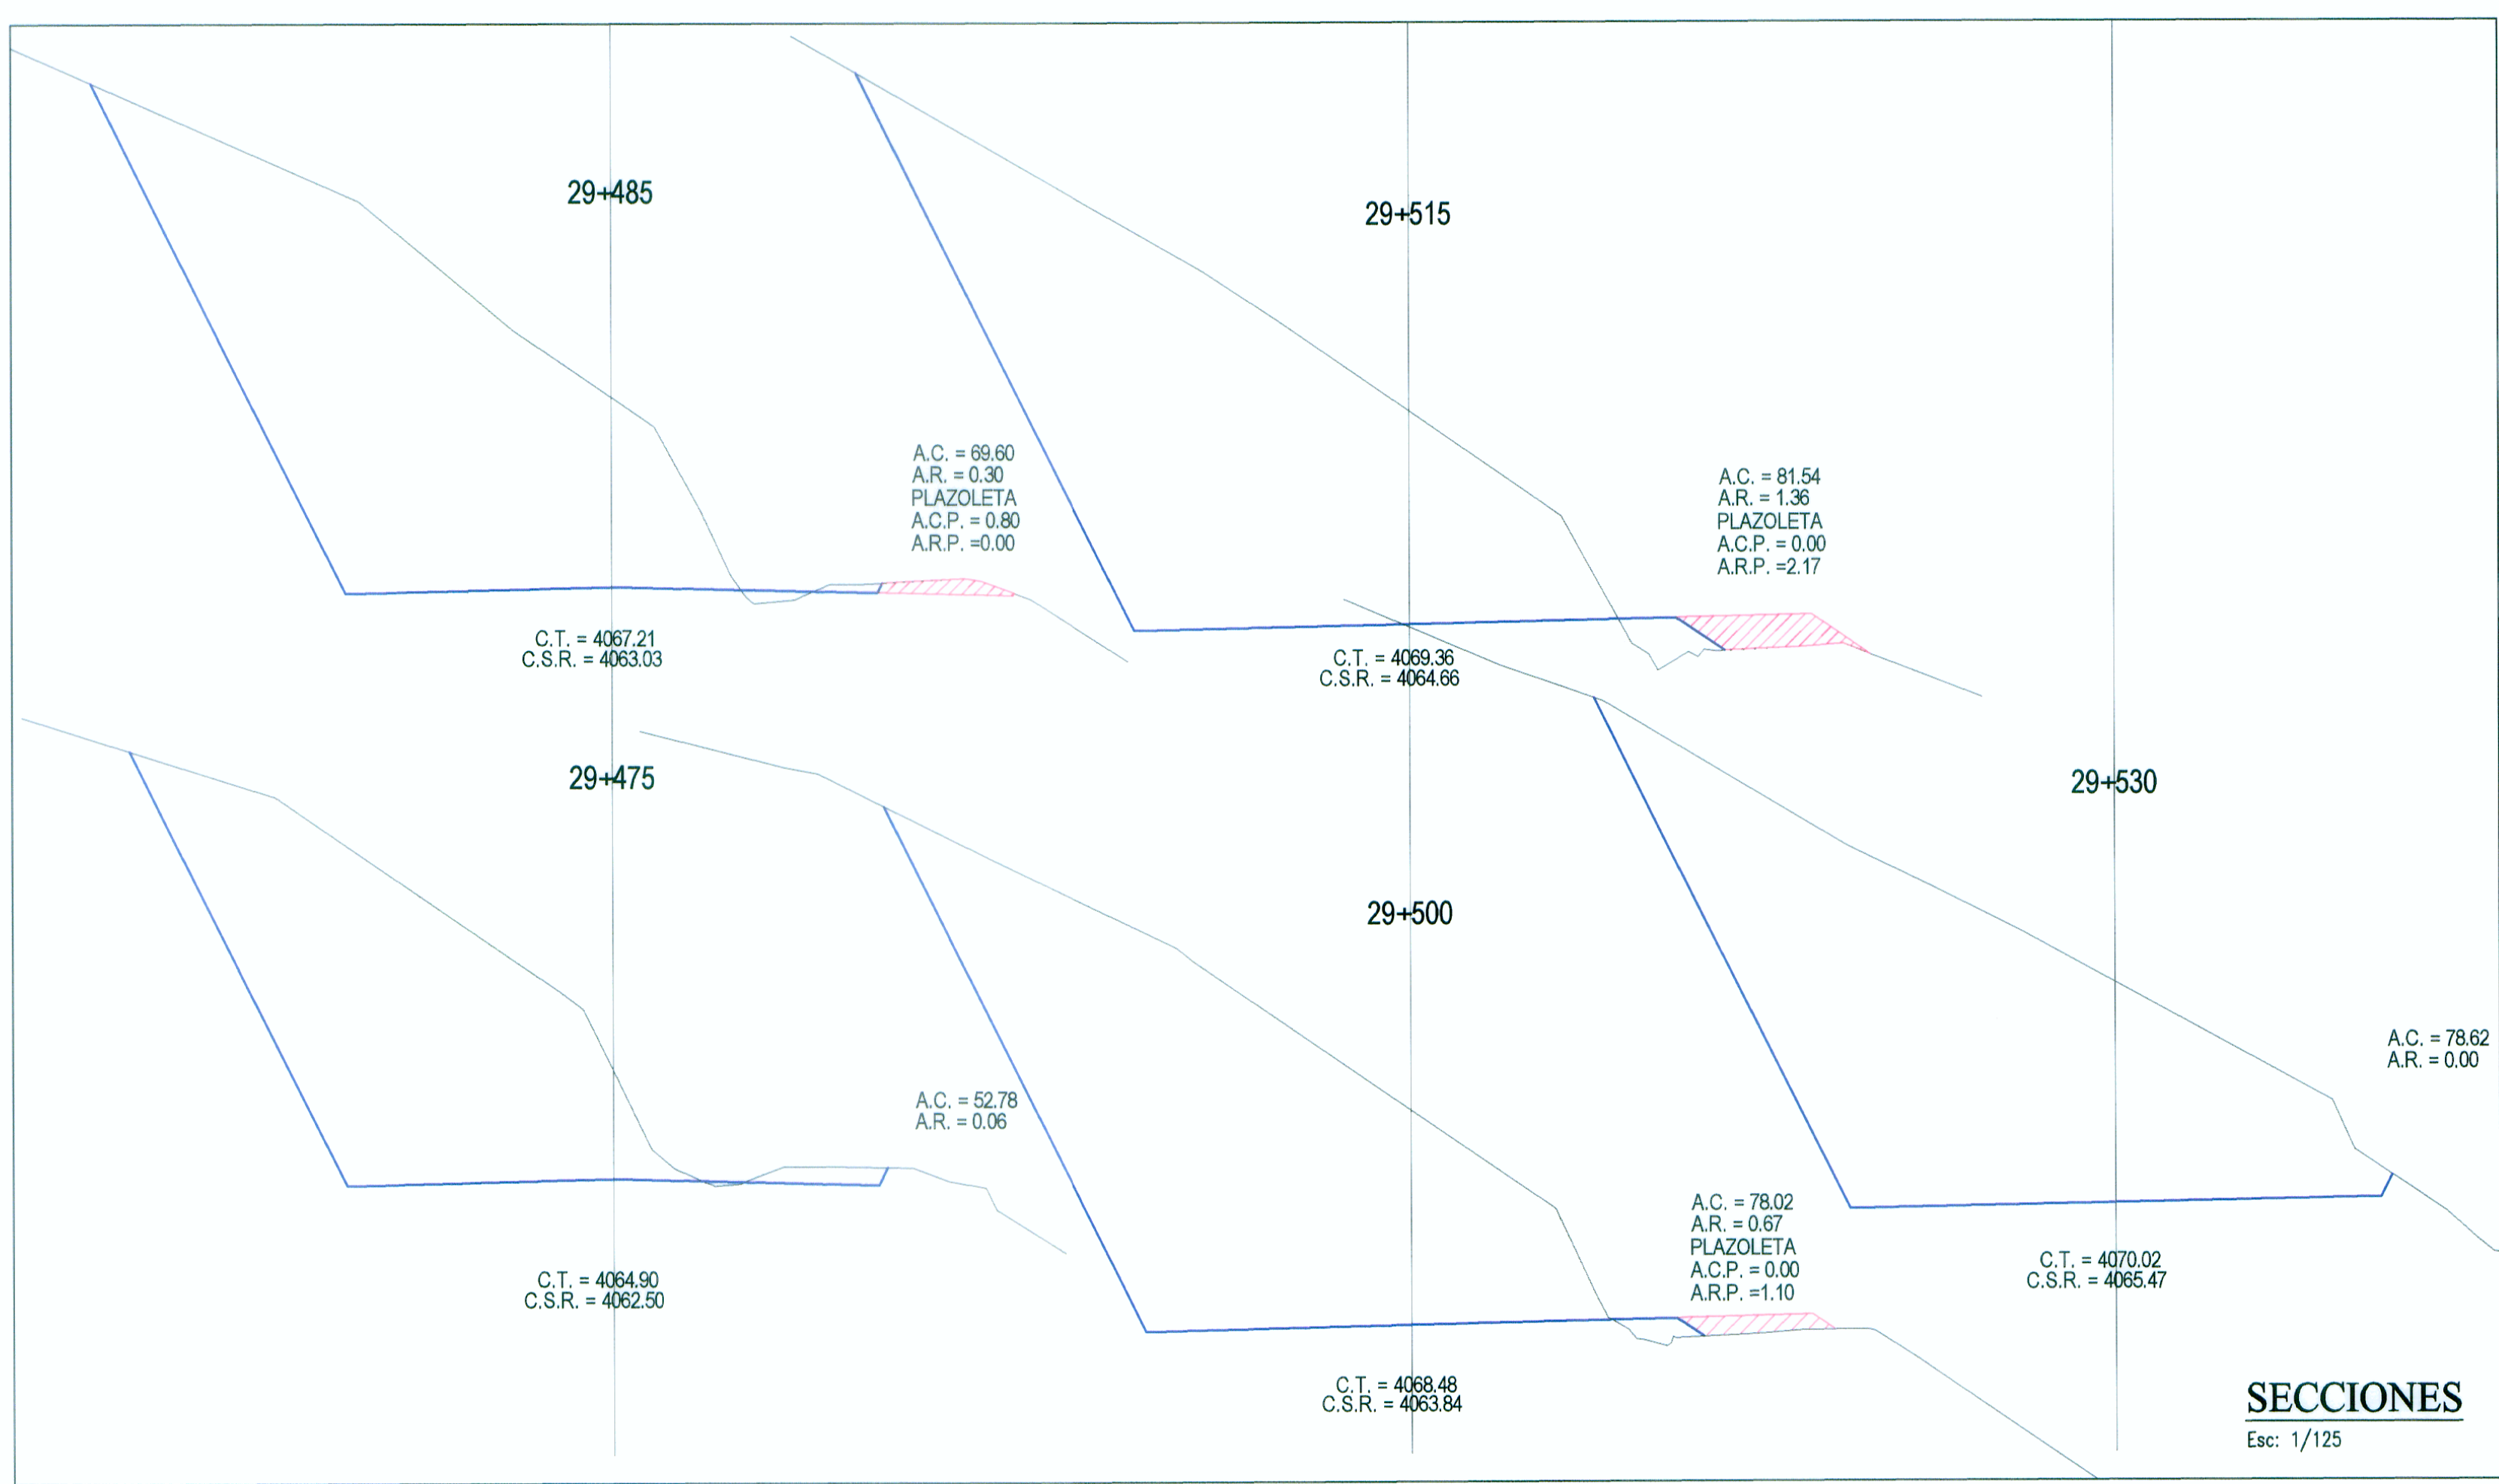 29+485
A.C. = 69.60
A.R. = 0.30
PLAZOLETA
A.C.P. = 0.80
A.R.P. =0.00
C.T. = 4067.21
C.S.R. = 4063.03
29+515
A.C. = 81.54
A.R. = 1.36
PLAZOLETA
A.C.P. = 0.00
A.R.P. =2.17
C.T. = 4069.36
C.S.R. = 4064.66
29+475
A.C. = 52.78
A.R. = 0.06
C.T. = 4064.90
C.S.R. = 4062.50
29+500
A.C. = 78.02
A.R. = 0.67
PLAZOLETA
A.C.P. = 0.00
A.R.P. =1.10
C.T. = 4068.48
C.S.R. = 4063.84
29+530
A.C. = 78.62
A.R. = 0.00
C.T. = 4070.02
C.S.R. = 4065.47
SECCIONES
Esc: 1/125